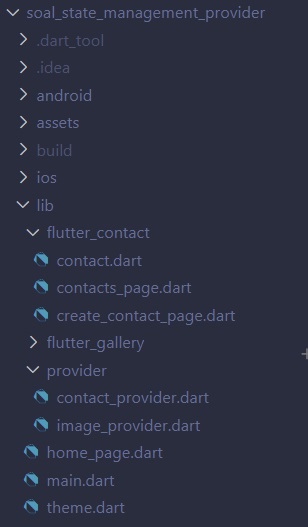 soal_state_management_provider
.dart_tool
.idea
android
assets
build
ios
lib
flutter_contact
contact.dart
contacts_page.dart
create_contact_page.dart
flutter_gallery
provider
contact_provider.dart
image_provider.dart
home_page.dart
main.dart
theme.dart